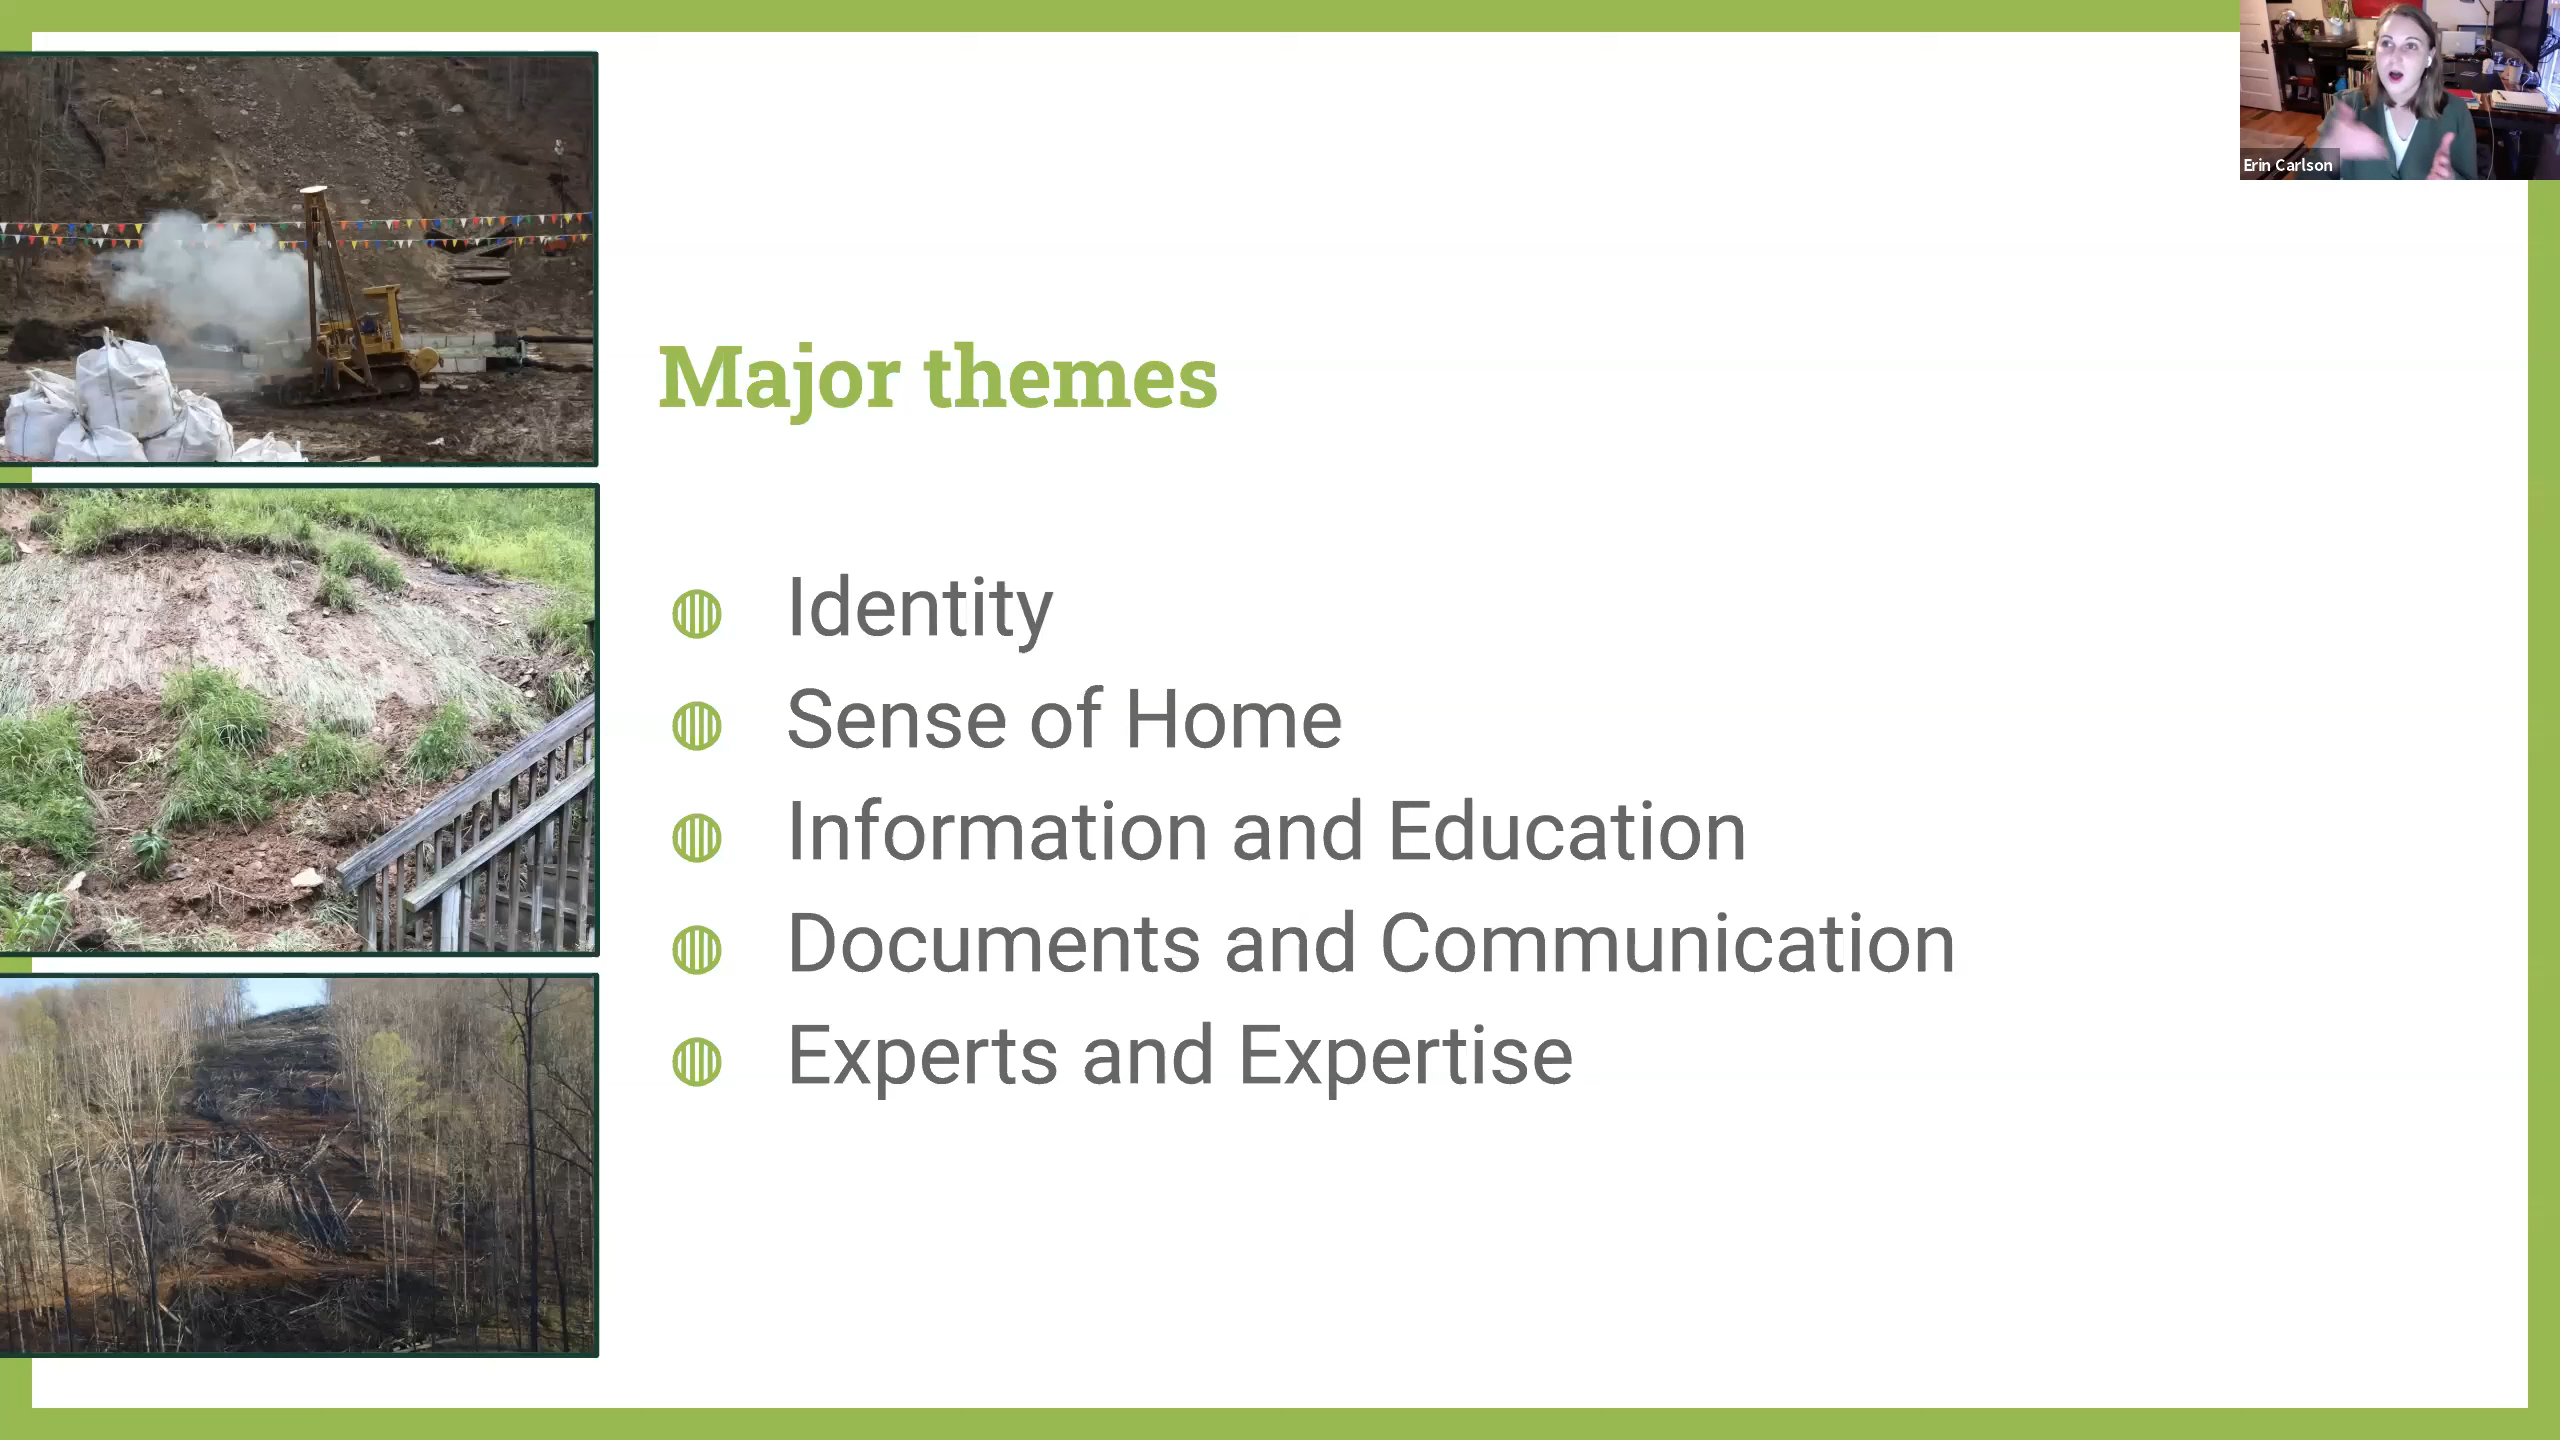 Erin Carlson
Major themes
Identity
Sense of Home
Information and Education
Documents and Communication
Experts and Expertise